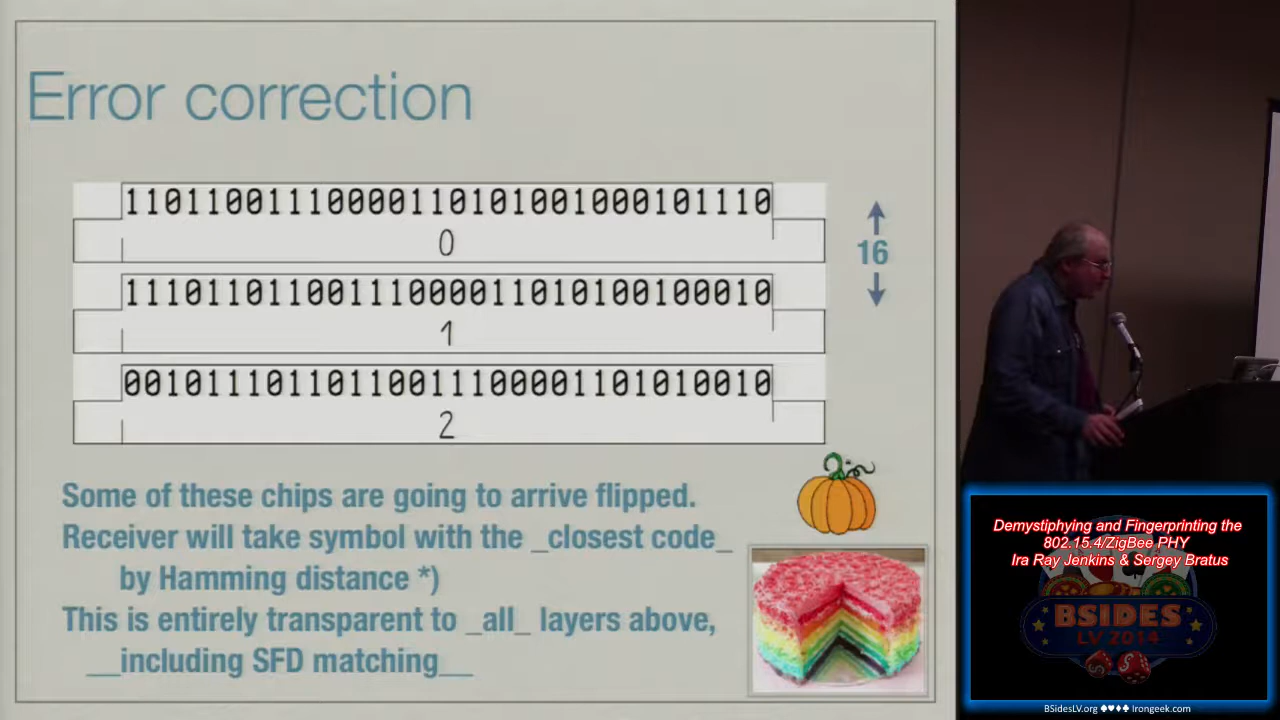 Error correction
11011001110000110101001000101110
0
11101101100111000011010100100010
1
00101110110110011100001101010010
2
16
Some of these chips are going to arrive flipped.
Receiver will take symbol with the _closest code_
by Hamming distance *)
This is entirely transparent to _all_ layers above,
__including SFD matching__
Demystiphying and Fingerprinting the
802.15.4/ZigBee PHY
Ira Ray Jenkins & Sergey Bratus
BSIDES
LV 2014
BSidesLV.org ♠♥♦♣ Irongeek.com